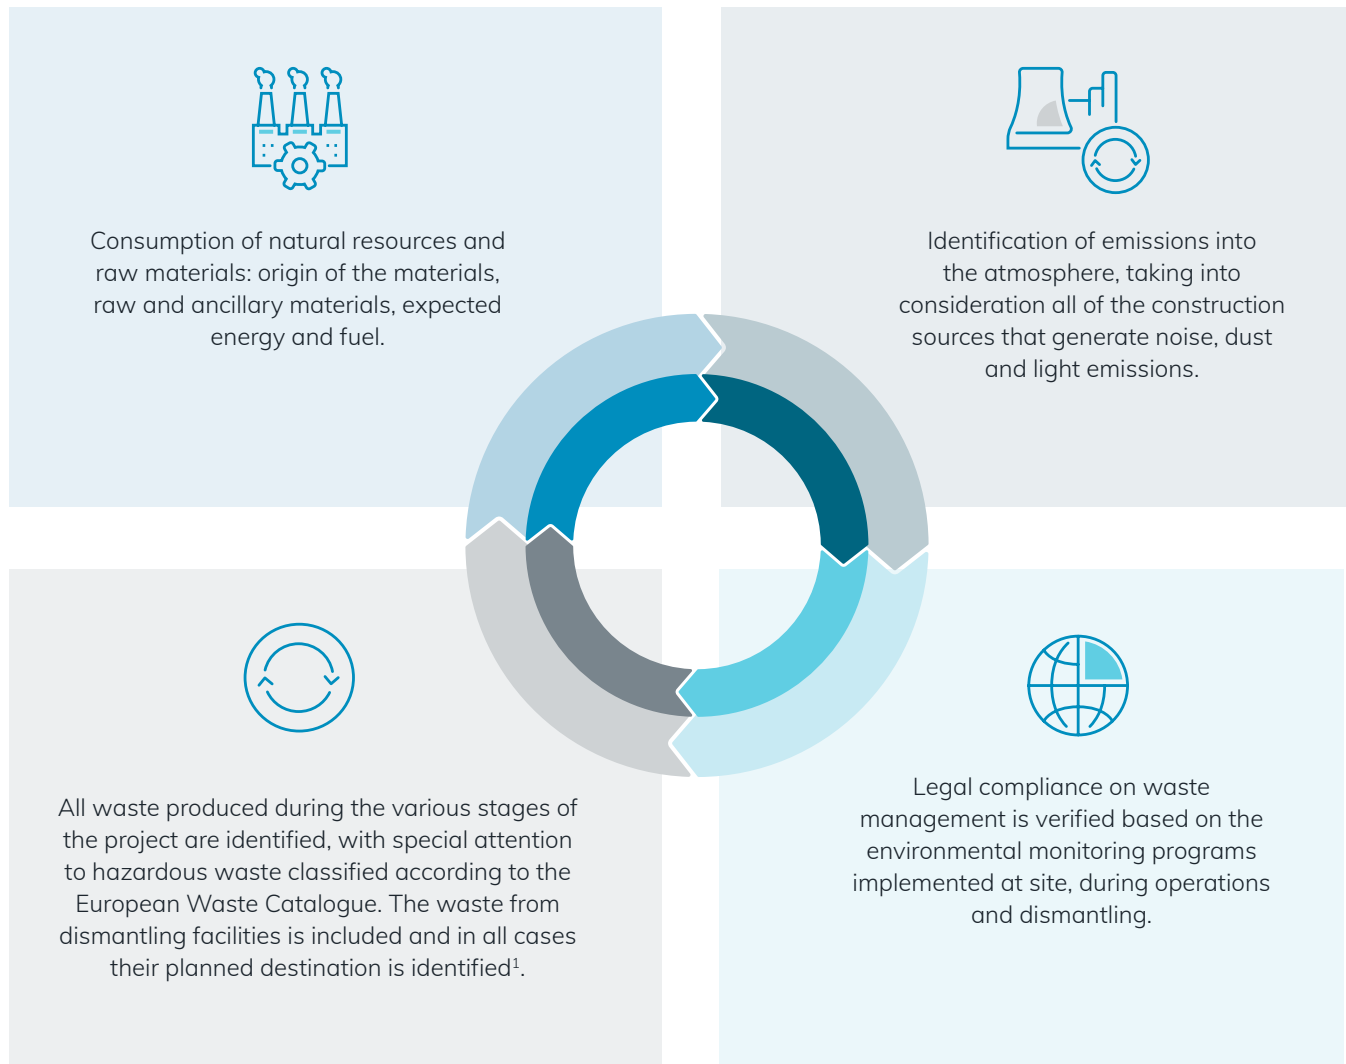 Consumption of natural resources and
raw materials: origin of the materials,
raw and ancillary materials, expected
energy and fuel.
Identification of emissions into
the atmosphere, taking into
consideration all of the construction
sources that generate noise, dust
and light emissions.
All waste produced during the various stages of
the project are identified, with special attention
to hazardous waste classified according to the
European Waste Catalogue. The waste from
dismantling facilities is included and in all cases
their planned destination is identified¹.
Legal compliance on waste
management is verified based on the
environmental monitoring programs
implemented at site, during operations
and dismantling.